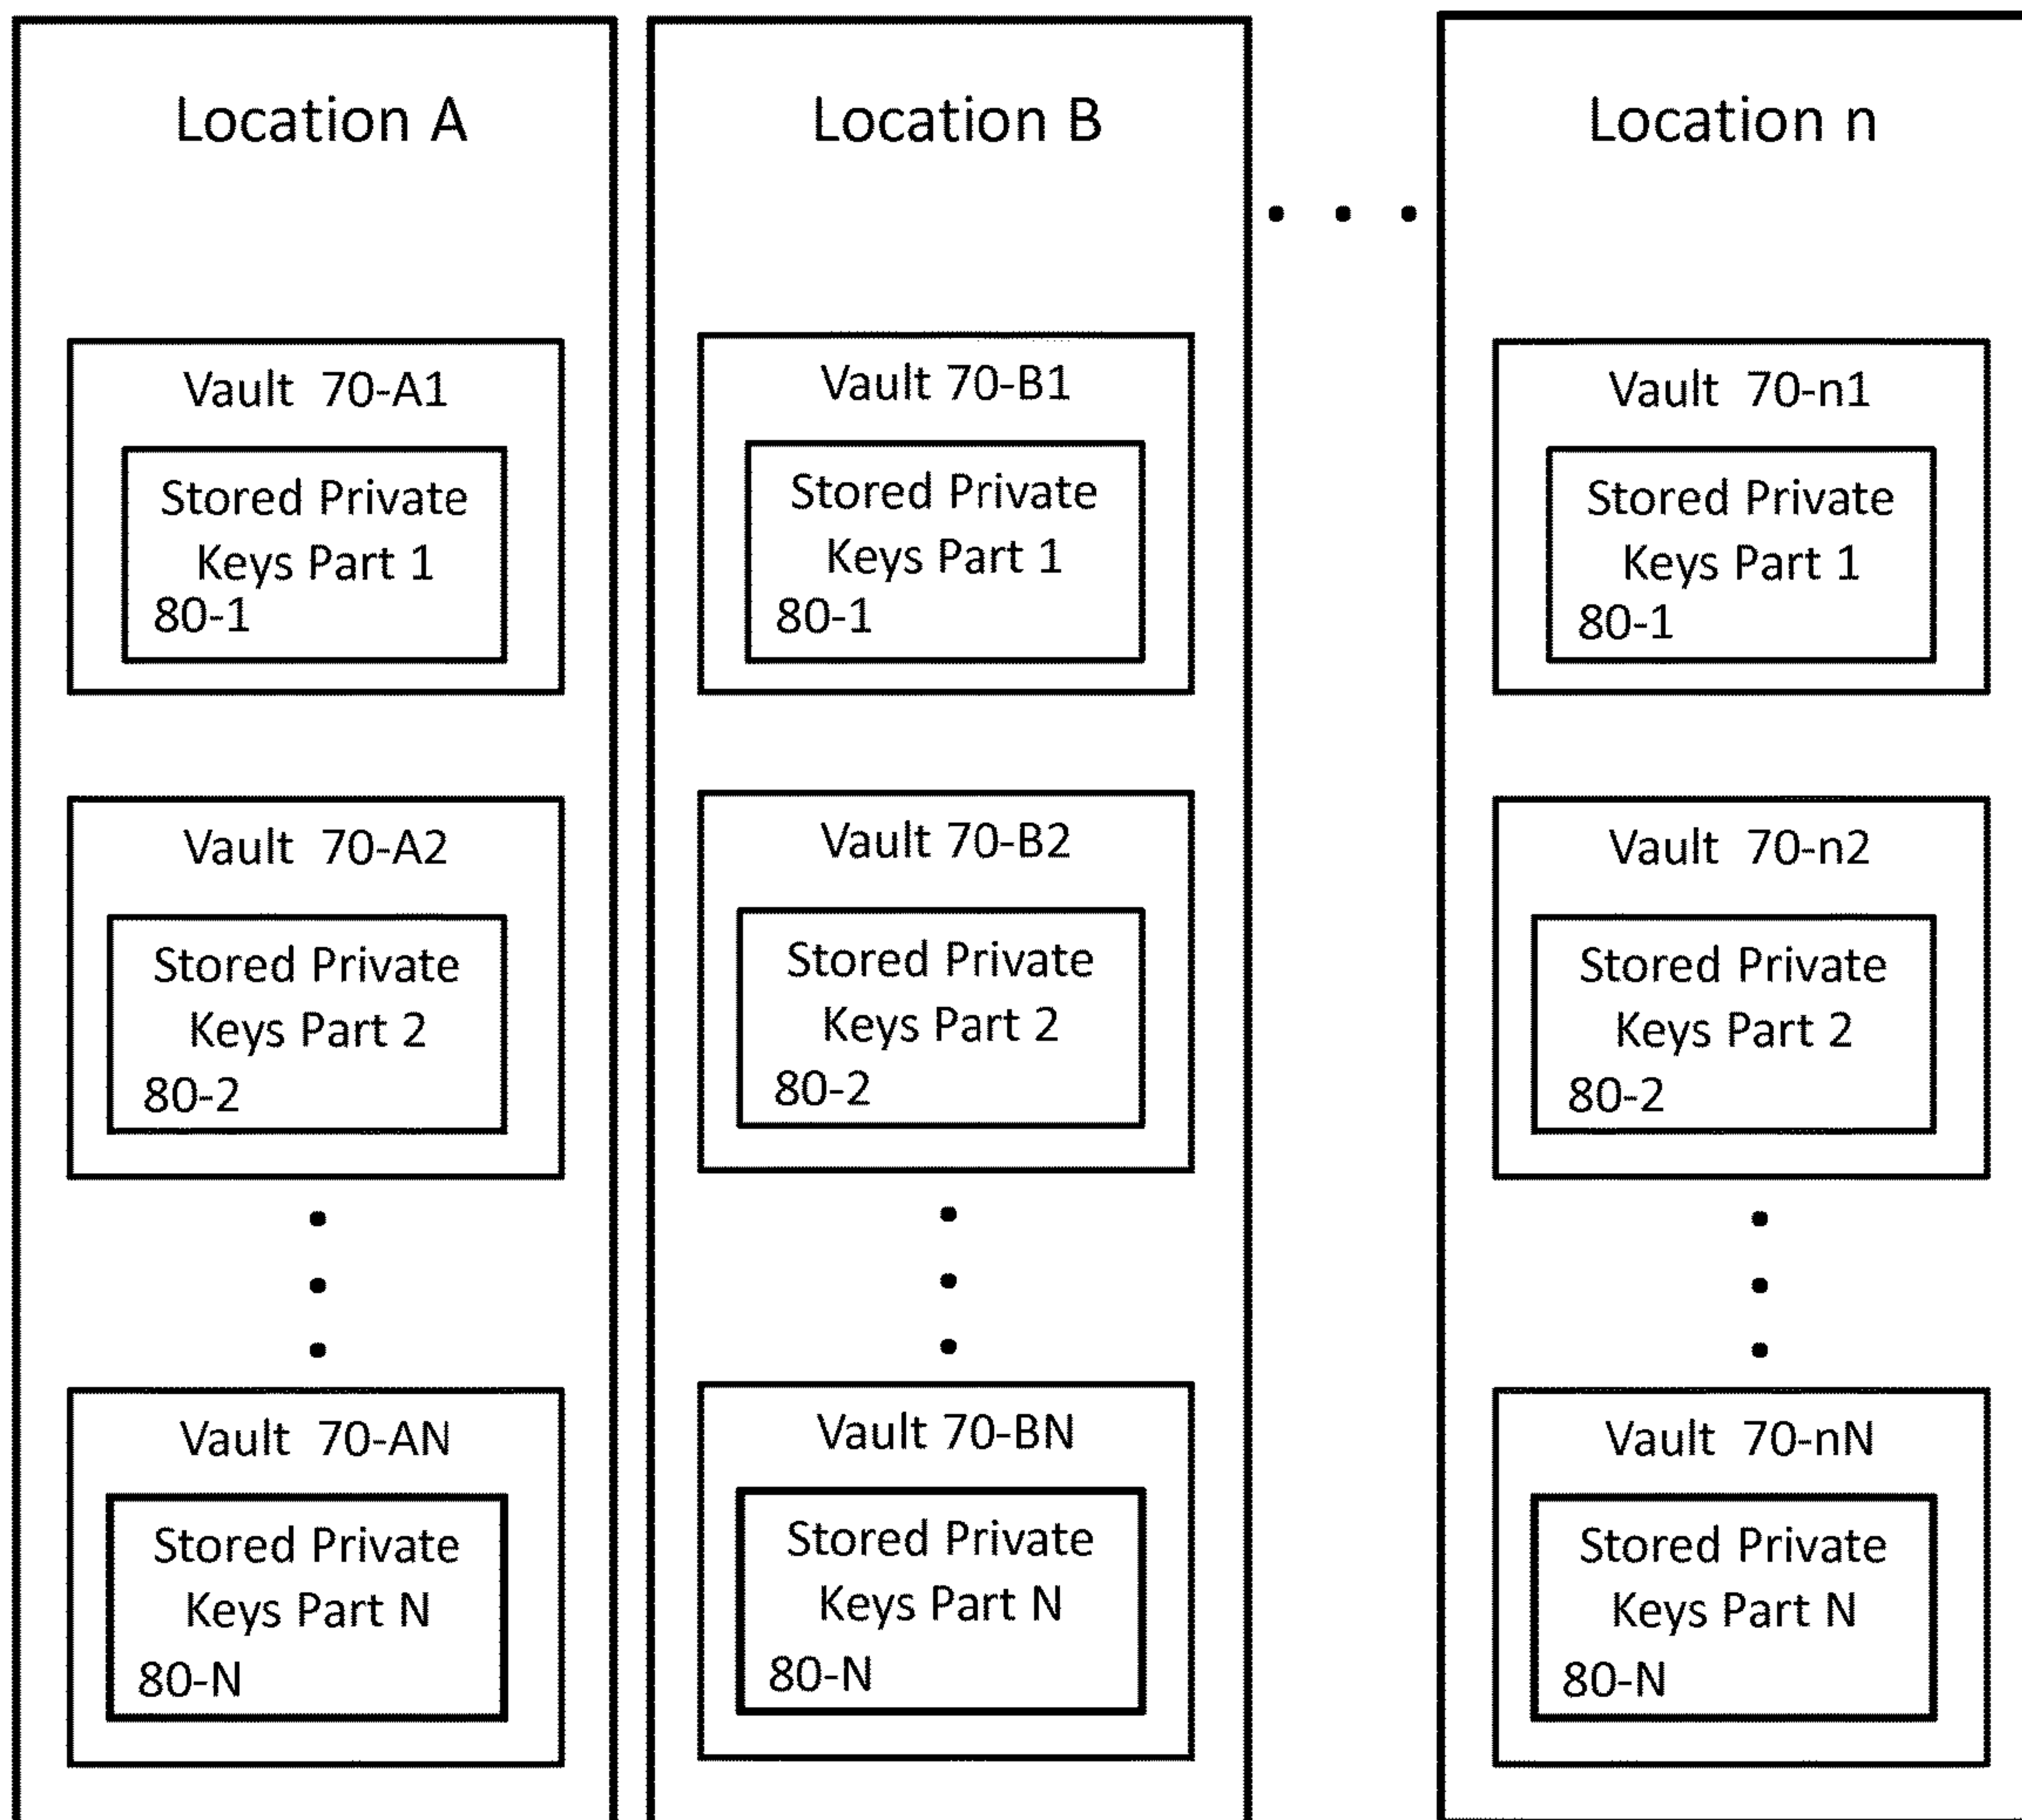 Location A
Vault 70-A1
Stored Private
Keys Part 1
80-1
Vault 70-A2
Stored Private
Keys Part 2
80-2
Vault 70-AN
Stored Private
Keys Part N
80-N
Location B
Vault 70-B1
Stored Private
Keys Part 1
80-1
Vault 70-B2
Stored Private
Keys Part 2
80-2
Vault 70-BN
Stored Private
Keys Part N
80-N
Location n
Vault 70-n1
Stored Private
Keys Part 1
80-1
Vault 70-n2
Stored Private
Keys Part 2
80-2
Vault 70-nN
Stored Private
Keys Part N
80-N